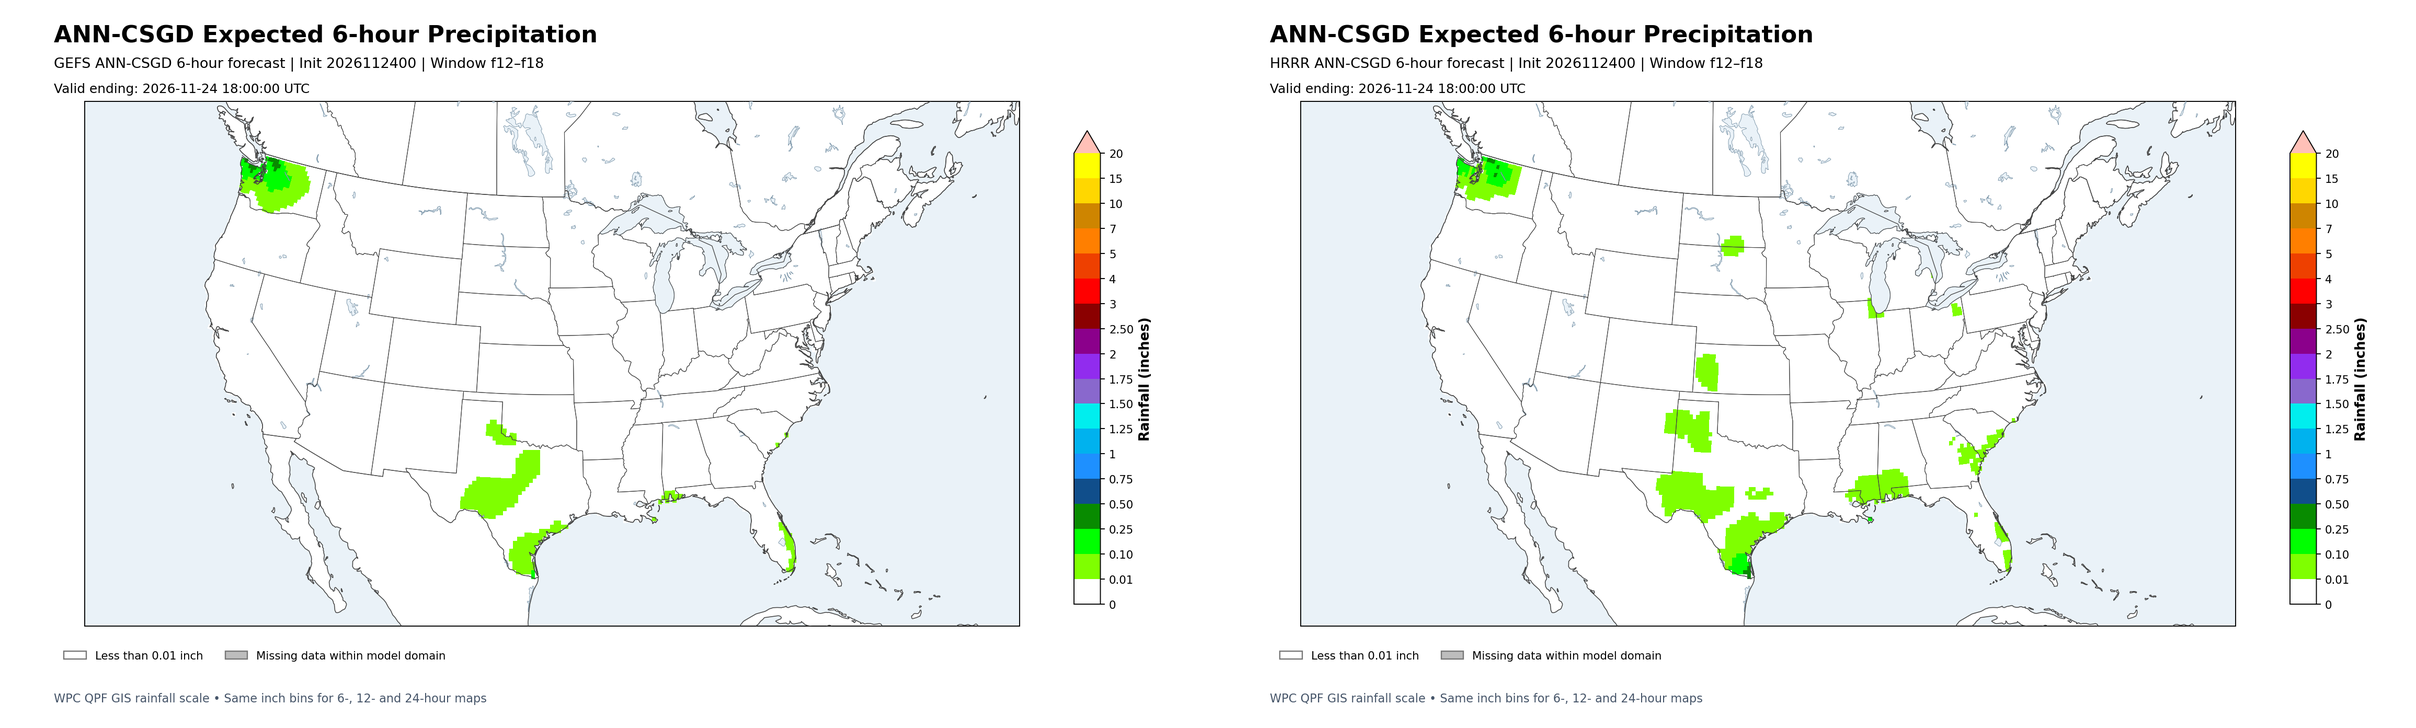 ANN-CSGD Expected 6-hour Precipitation
GEFS ANN-CSGD 6-hour forecast | Init 2026112400 | Window f12–f18
Valid ending: 2026-11-24 18:00:00 UTC
20
15
10
7
5
4
3
2.50
2
1.75
1.50
1.25
1
0.75
0.50
0.25
0.10
0.01
0
Rainfall (inches)
Less than 0.01 inch
Missing data within model domain
WPC QPF GIS rainfall scale • Same inch bins for 6-, 12- and 24-hour maps
ANN-CSGD Expected 6-hour Precipitation
HRRR ANN-CSGD 6-hour forecast | Init 2026112400 | Window f12–f18
Valid ending: 2026-11-24 18:00:00 UTC
20
15
10
7
5
4
3
2.50
2
1.75
1.50
1.25
1
0.75
0.50
0.25
0.10
0.01
0
Rainfall (inches)
Less than 0.01 inch
Missing data within model domain
WPC QPF GIS rainfall scale • Same inch bins for 6-, 12- and 24-hour maps